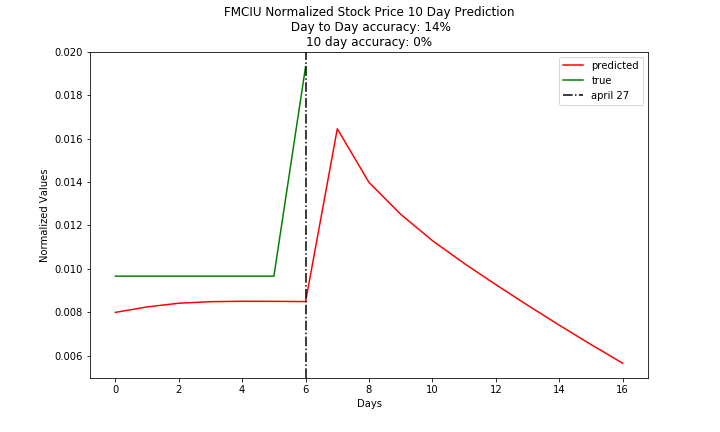 FMCIU Normalized Stock Price 10 Day Prediction
Day to Day accuracy: 14%
10 day accuracy: 0%
predicted
true
april 27
Normalized Values
0.020
0.018
0.016
0.014
0.012
0.010
0.008
0.006
0 2 4 6 8 10 12 14 16
Days